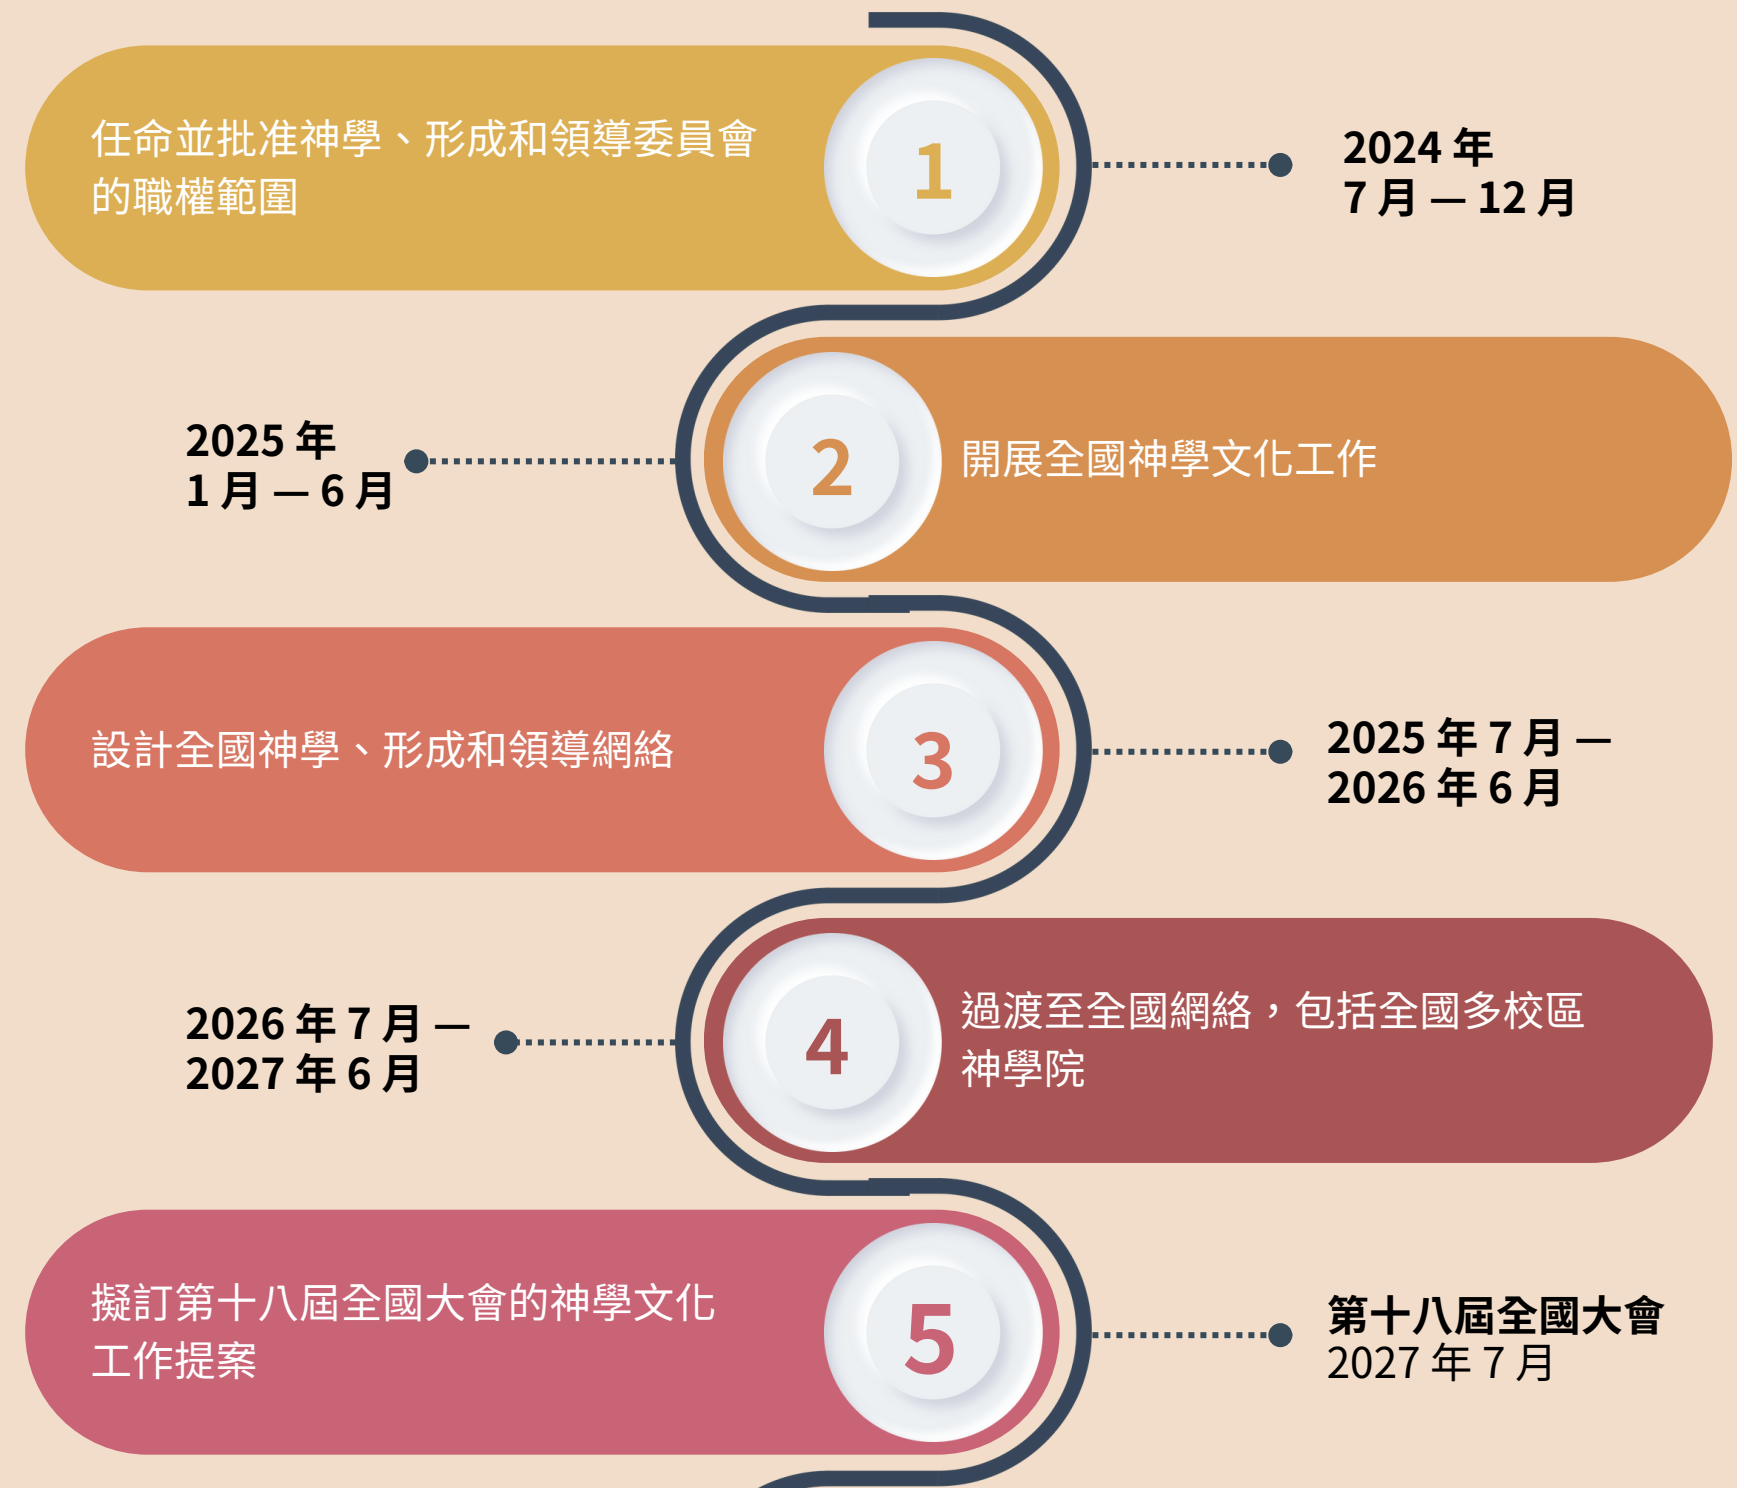 任命並批准神學、形成和領導委員會
的職權範圍
1
2024 年
7 月 — 12 月
2025 年
1 月 — 6 月
2
開展全國神學文化工作
設計全國神學、形成和領導網絡
3
2025 年 7 月 —
2026 年 6 月
2026 年 7 月 —
2027 年 6 月
4
過渡至全國網絡，包括全國多校區
神學院
擬訂第十八屆全國大會的神學文化
工作提案
5
第十八屆全國大會
2027 年 7 月